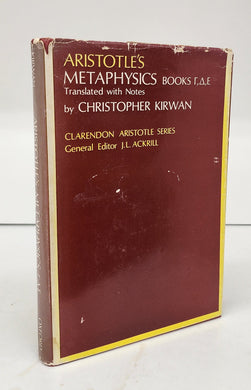 ARISTOTLE'S
METAPHYSICS BOOKS Γ,Δ,E
Translated with Notes
by CHRISTOPHER KIRWAN
CLARENDON ARISTOTLE SERIES
General Editor J.L. ACKRILL